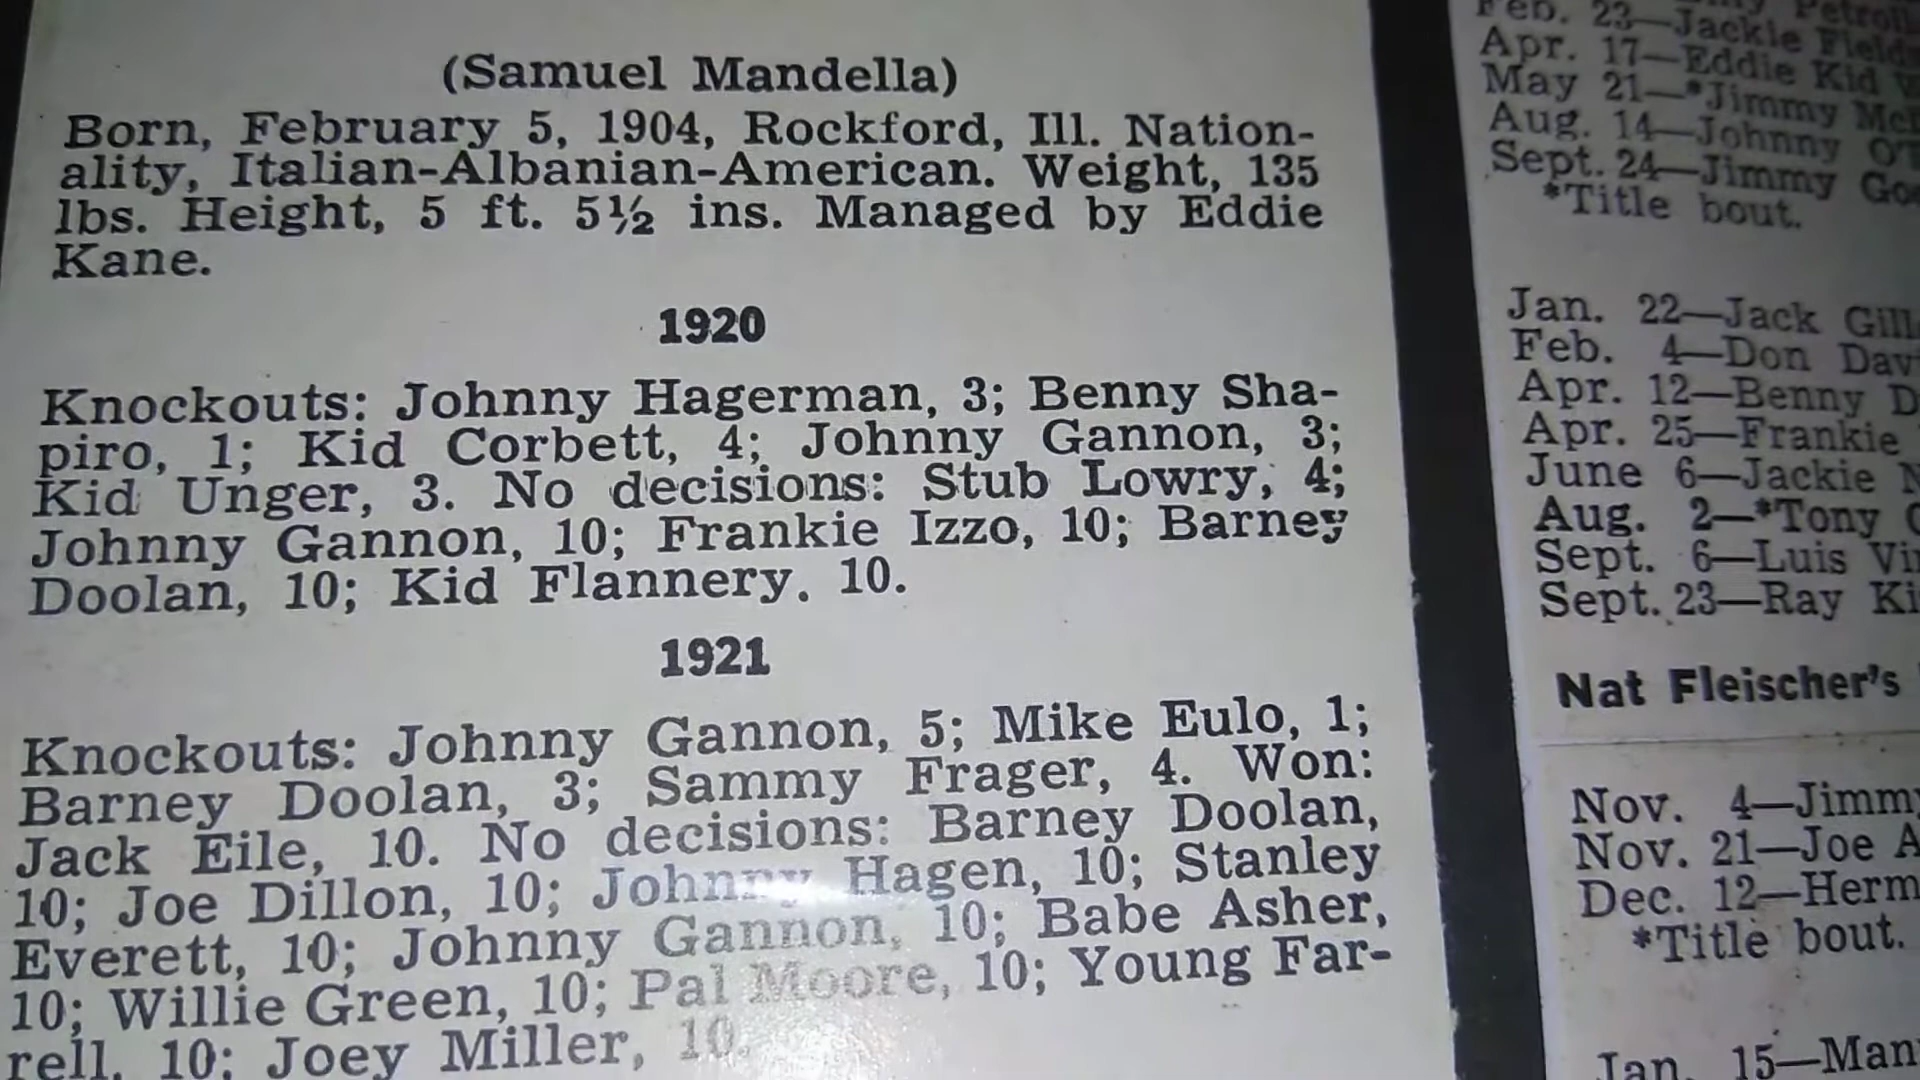 (Samuel Mandella)
Born, February 5, 1904, Rockford, Ill. Nation-
ality, Italian-Albanian-American. Weight, 135
lbs. Height, 5 ft. 5½ ins. Managed by Eddie
Kane.
1920
Knockouts: Johnny Hagerman, 3; Benny Sha-
piro, 1; Kid Corbett, 4; Johnny Gannon, 3;
Kid Unger, 3. No decisions: Stub Lowry, 4;
Johnny Gannon, 10; Frankie Izzo, 10; Barney
Doolan, 10; Kid Flannery. 10.
1921
Knockouts: Johnny Gannon, 5; Mike Eulo, 1;
Barney Doolan, 3; Sammy Frager, 4. Won:
Jack Eile, 10. No decisions: Barney Doolan,
10; Joe Dillon, 10; Johnny Hagen, 10; Stanley
Everett, 10; Johnny Gannon, 10; Babe Asher,
10; Willie Green, 10; Pal Moore, 10; Young Far-
rell, 10; Joey Miller, 10.
Feb. 23—Jackie Fields
Apr. 17—Eddie Kid
May 21—*Jimmy
Aug. 14—Johnny
Sept. 24—Jimmy
*Title bout.
Jan. 22—Jack
Feb. 4—Don
Apr. 12—Benny
Apr. 25—Frankie
June 6—Jackie
Aug. 2—*Tony
Sept. 6—Luis
Sept. 23—Ray
Nat Fleischer's
Nov. 4—Jimmy
Nov. 21—Joe
Dec. 12—
*Title bout.
Jan. 15—